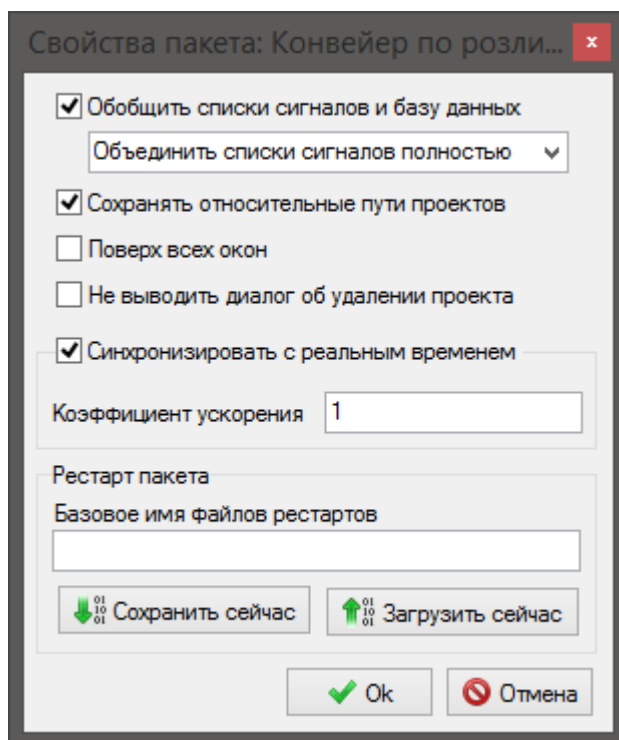 Свойства пакета: Конвейер по розли...
Обобщить списки сигналов и базу данных
Объединить списки сигналов полностью
Сохранять относительные пути проектов
Поверх всех окон
Не выводить диалог об удалении проекта
Синхронизировать с реальным временем
Коэффициент ускорения 1
Рестарт пакета
Базовое имя файлов рестартов
Сохранить сейчас Загрузить сейчас
Ok Отмена